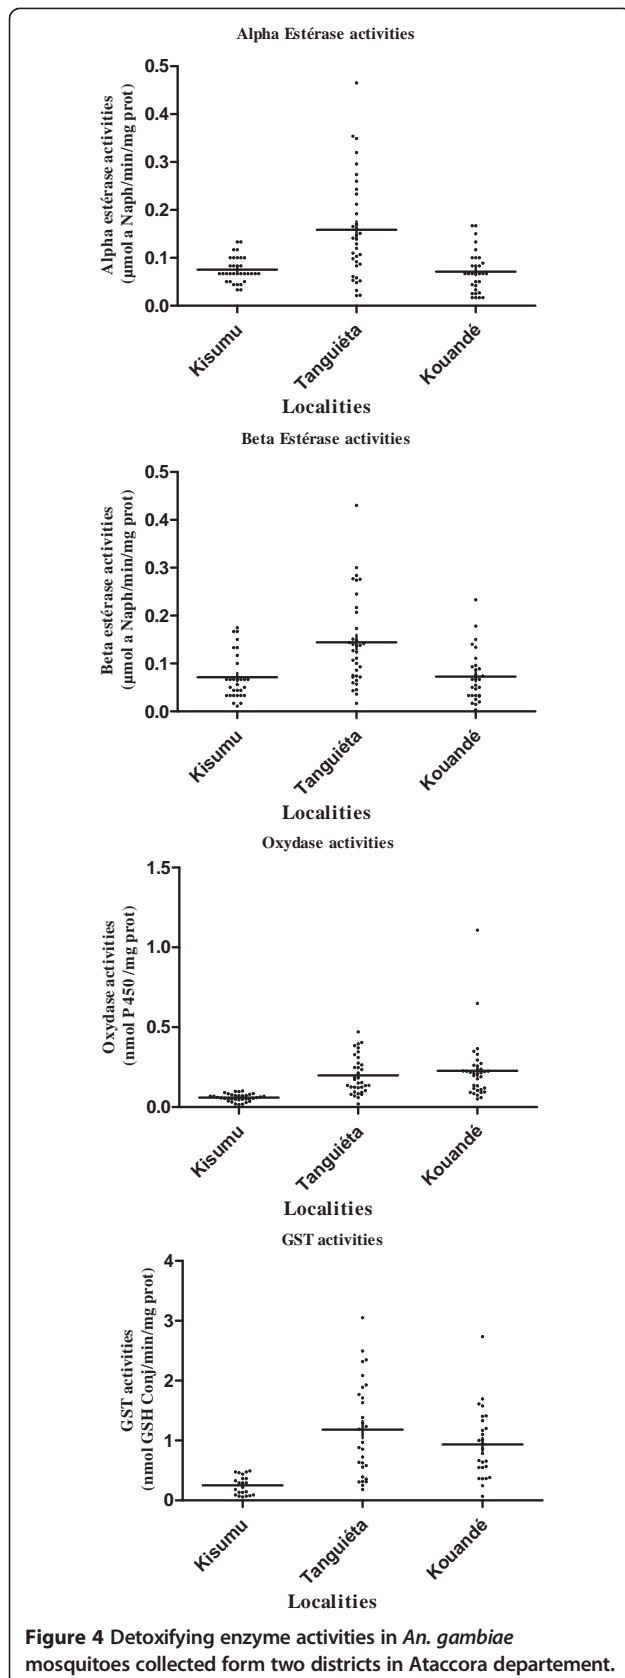 Alpha Estérase activities
Alpha estérase activities
(µmol a Naph/min/mg prot)
0.5
0.4
0.3
0.2
0.1
0.0
Kisumu
Tanguiéta
Kouandé
Localities
Beta Estérase activities
Beta estérase activities
(µmol a Naph/min/mg prot)
0.5
0.4
0.3
0.2
0.1
0.0
Kisumu
Tanguiéta
Kouandé
Localities
Oxydase activities
Oxydase activities
(nmol P 450 /mg prot)
1.5
1.0
0.5
0.0
Kisumu
Tanguiéta
Kouandé
Localities
GST activities
GST activities
(nmol GSH Conj/min/mg prot)
4
3
2
1
0
Kisumu
Tanguiéta
Kouandé
Localities
Figure 4 Detoxifying enzyme activities in An. gambiae
mosquitoes collected form two districts in Ataccora departement.